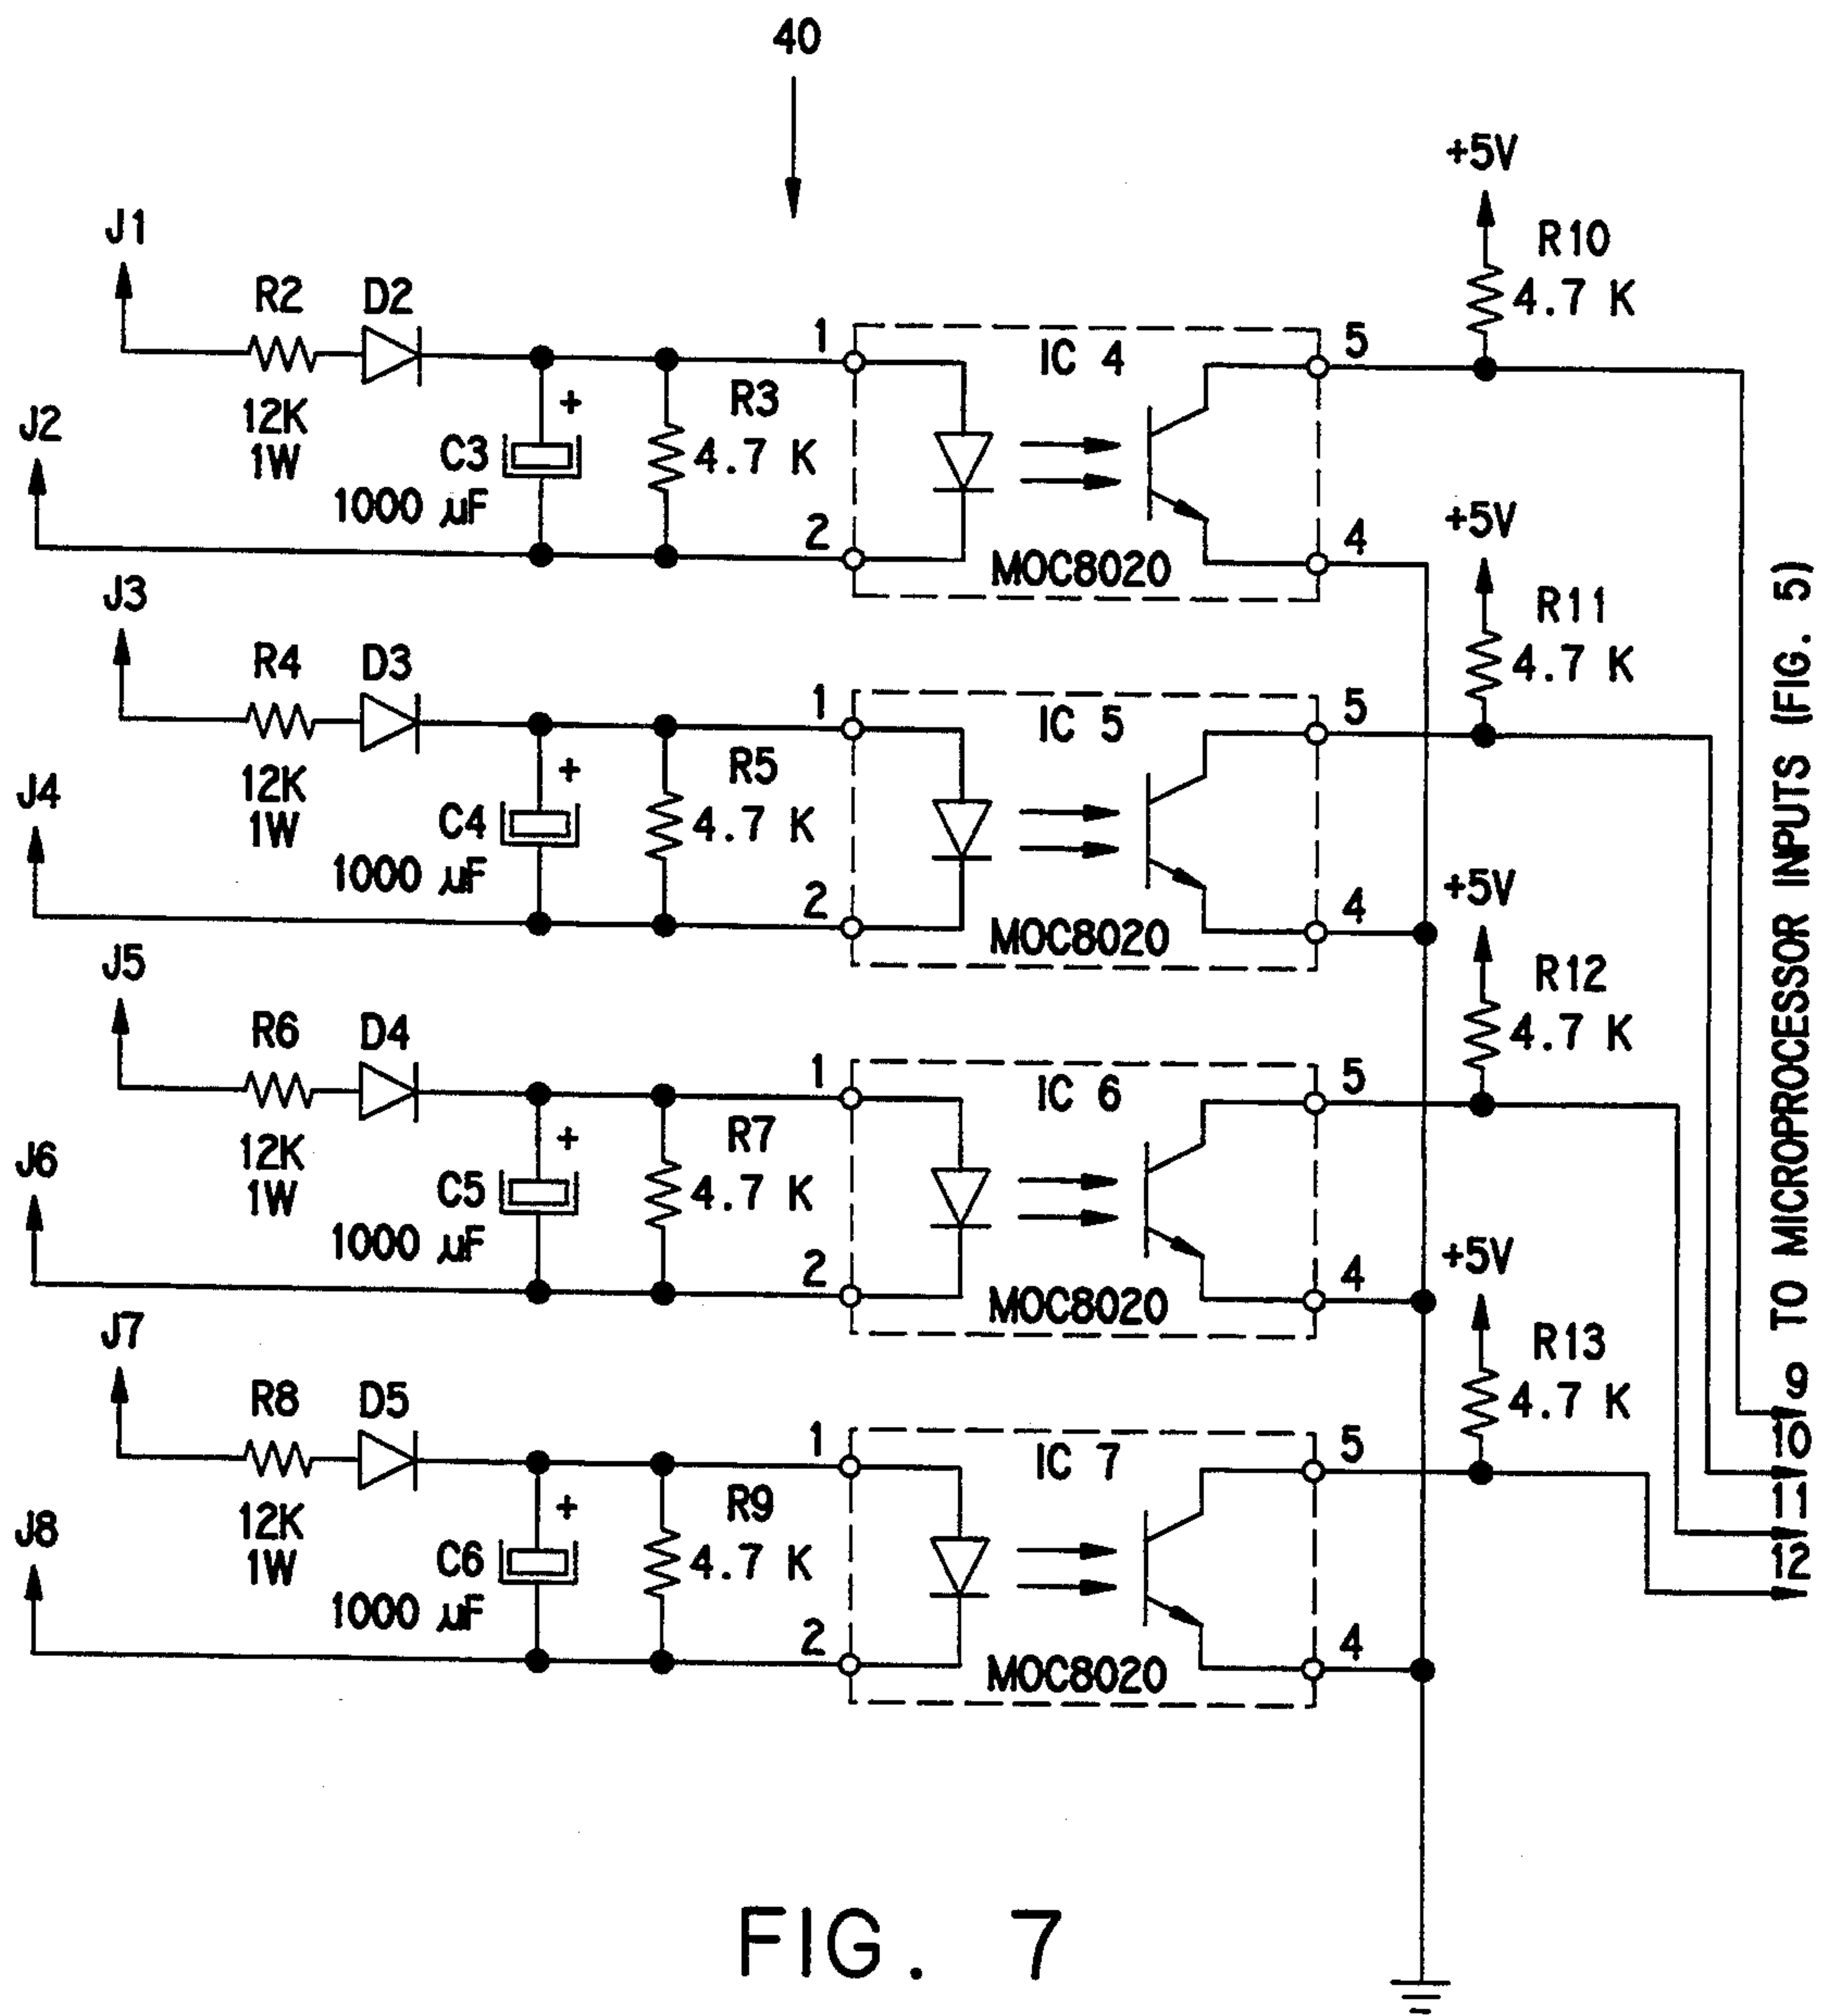 40
+5V
J1
R2 D2
R10
4.7 K
12K
1W
J2
C3
+
1000 µF
R3
4.7 K
1
2
IC 4
MOC8020
5
4
J3
R4 D3
+5V
R11
4.7 K
12K
1W
J4
C4
+
1000 µF
R5
4.7 K
1
2
IC 5
MOC8020
5
4
J5
R6 D4
+5V
R12
4.7 K
12K
1W
J6
C5
+
1000 µF
R7
4.7 K
1
2
IC 6
MOC8020
5
4
J7
R8 D5
+5V
R13
4.7 K
12K
1W
J8
C6
+
1000 µF
R9
4.7 K
1
2
IC 7
MOC8020
5
4
TO MICROPROCESSOR INPUTS (FIG. 5)
9
10
11
12
FIG. 7